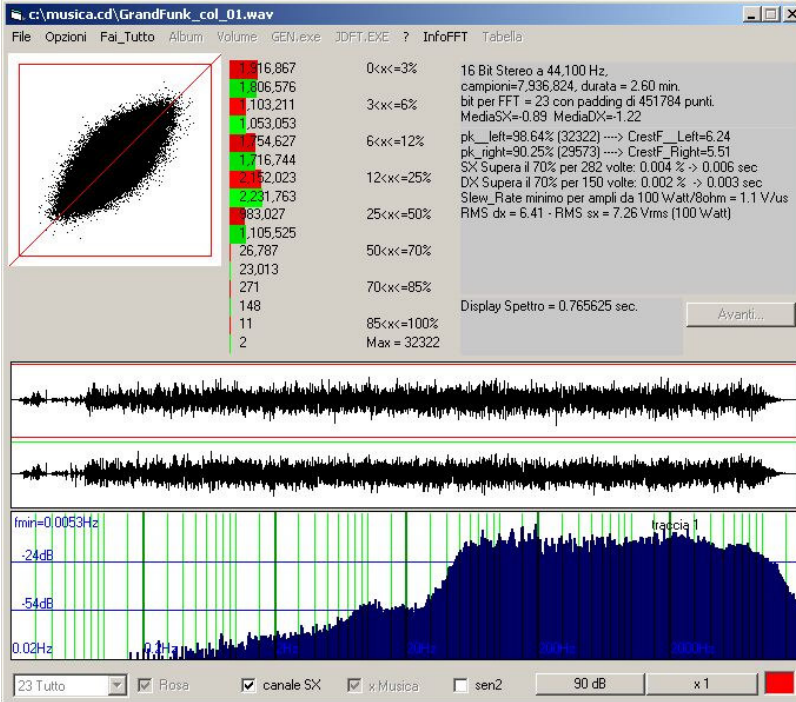 c:\musica.cd\GrandFunk_col_01.wav
File Opzioni Fai_Tutto Album Volume GEN.exe JDFT.EXE ? InfoFFT Tabella
1,916,867 0<x<=3%
1,806,576
1,103,211 3<x<=6%
1,053,053
1,754,627 6<x<=12%
1,716,744
2,152,023 12<x<=25%
2,231,763
983,027 25<x<=50%
1,105,525
26,787 50<x<=70%
23,013
271 70<x<=85%
148
11 85<x<=100%
2 Max = 32322
16 Bit Stereo a 44,100 Hz,
campioni=7,936,824, durata = 2.60 min.
bit per FFT = 23 con padding di 451784 punti.
MediaSX=-0.89 MediaDX=-1.22
pk__left=98.64% (32322) ----> CrestF__Left=6.24
pk_right=90.25% (29573) ----> CrestF_Right=5.51
SX Supera il 70% per 282 volte: 0.004 % -> 0.006 sec
DX Supera il 70% per 150 volte: 0.002 % -> 0.003 sec
Slew_Rate minimo per ampli da 100 Watt/8ohm = 1.1 V/us
RMS dx = 6.41 - RMS sx = 7.26 Vrms (100 Watt)
Display Spettro = 0.765625 sec.
Avanti...
fmin=0.0053Hz
traccia 1
-24dB
-54dB
0.02Hz 0.2Hz 2Hz 20Hz 200Hz 2000Hz
23 Tutto Rosa canale SX x Musica sen2 90 dB x 1